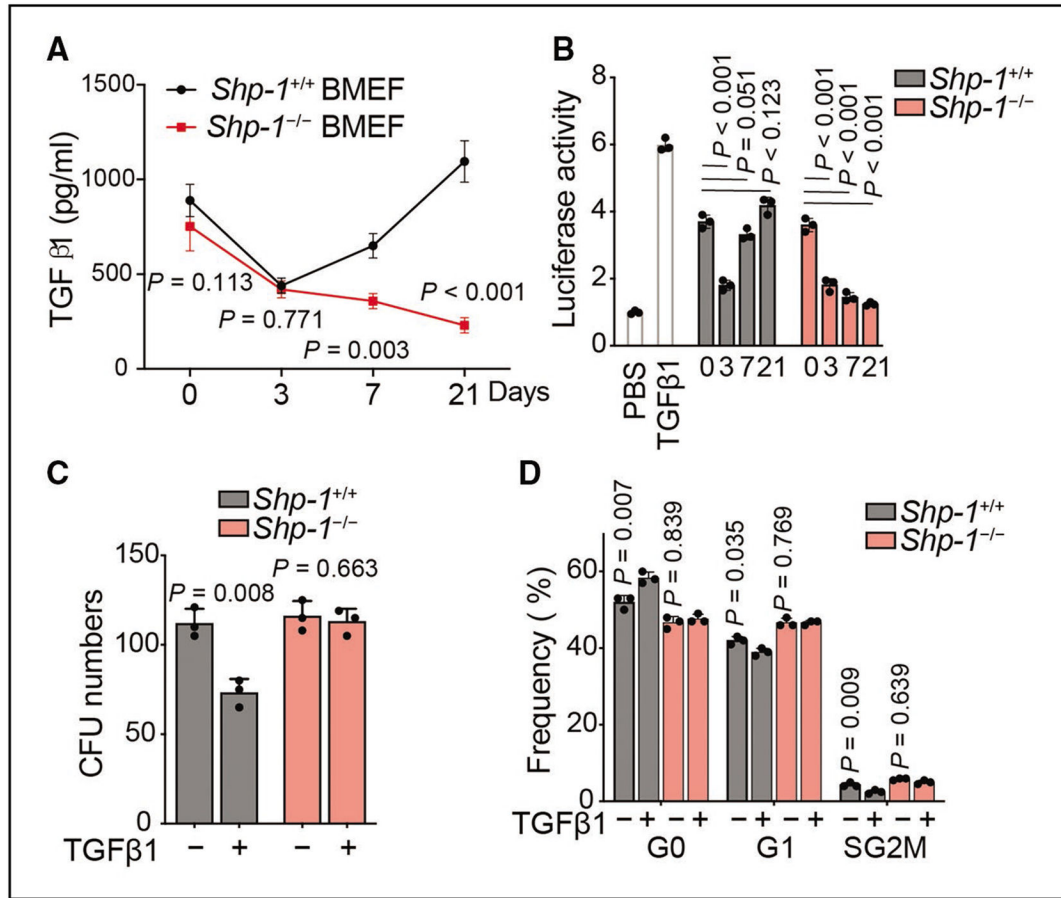 A
Shp-1+/+ BMEF
Shp-1−/− BMEF
TGF β1 (pg/ml)
1500
1000
500
0
P = 0.113
P = 0.771
P = 0.003
P < 0.001
0 3 7 21 Days
B
Shp-1+/+
Shp-1−/−
Luciferase activity
8
6
4
2
0
P < 0.001
P = 0.051
P < 0.123
P < 0.001
P < 0.001
P < 0.001
PBS
TGFβ1
0 3 7 21
0 3 7 21
C
Shp-1+/+
Shp-1−/−
CFU numbers
150
100
50
0
P = 0.008
P = 0.663
TGFβ1 − + − +
D
Shp-1+/+
Shp-1−/−
Frequency ( %)
60
40
20
0
P = 0.007
P = 0.839
P = 0.035
P = 0.769
P = 0.009
P = 0.639
TGFβ1 − + − + − + − + − + − +
G0 G1 SG2M